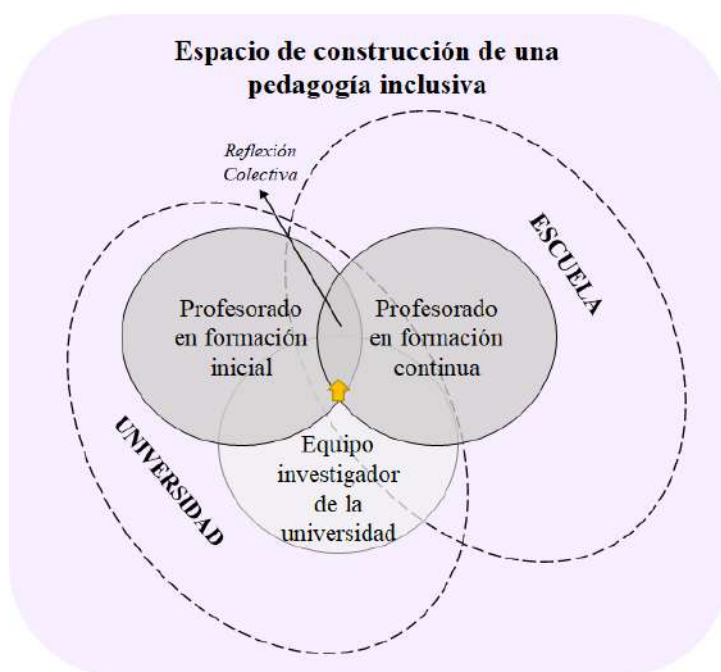 Espacio de construcción de una
pedagogía inclusiva
Reflexión
Colectiva
ESCUELA
Profesorado
en formación
inicial
Profesorado
en formación
continua
UNIVERSIDAD
Equipo
investigador
de la
universidad